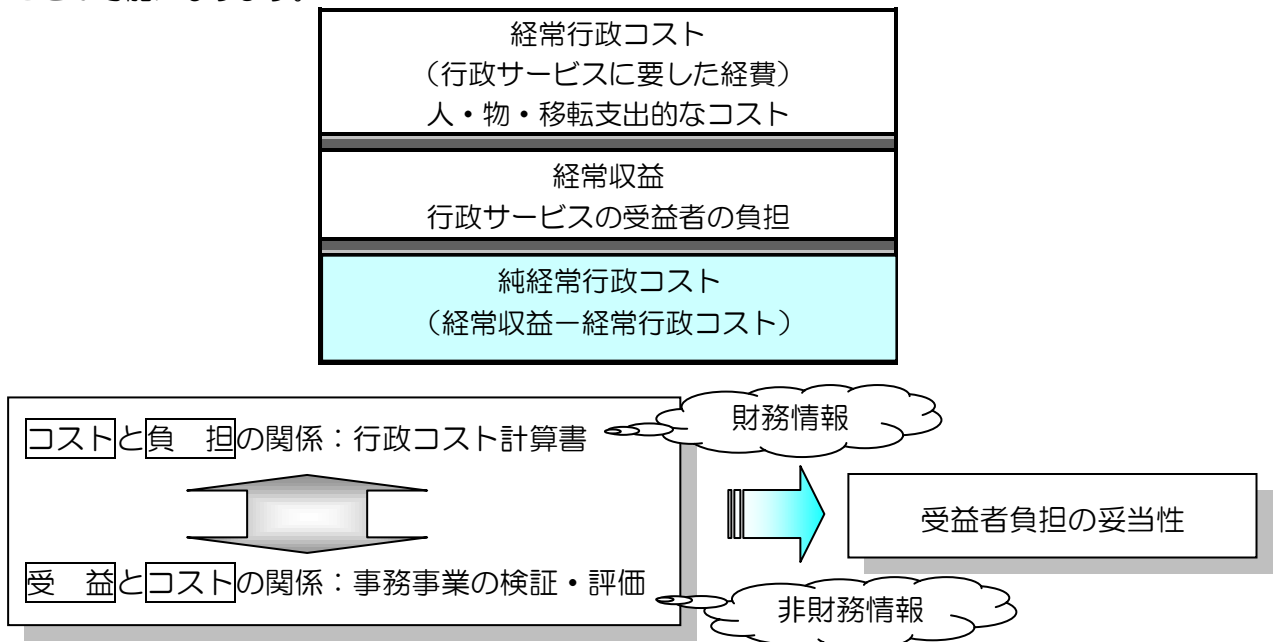 経常行政コスト
（行政サービスに要した経費）
人・物・移転支出的なコスト
経常収益
行政サービスの受益者の負担
純経常行政コスト
（経常収益－経常行政コスト）
財務情報
コストと負　担の関係：行政コスト計算書
受益者負担の妥当性
受　益とコストの関係：事務事業の検証・評価
非財務情報